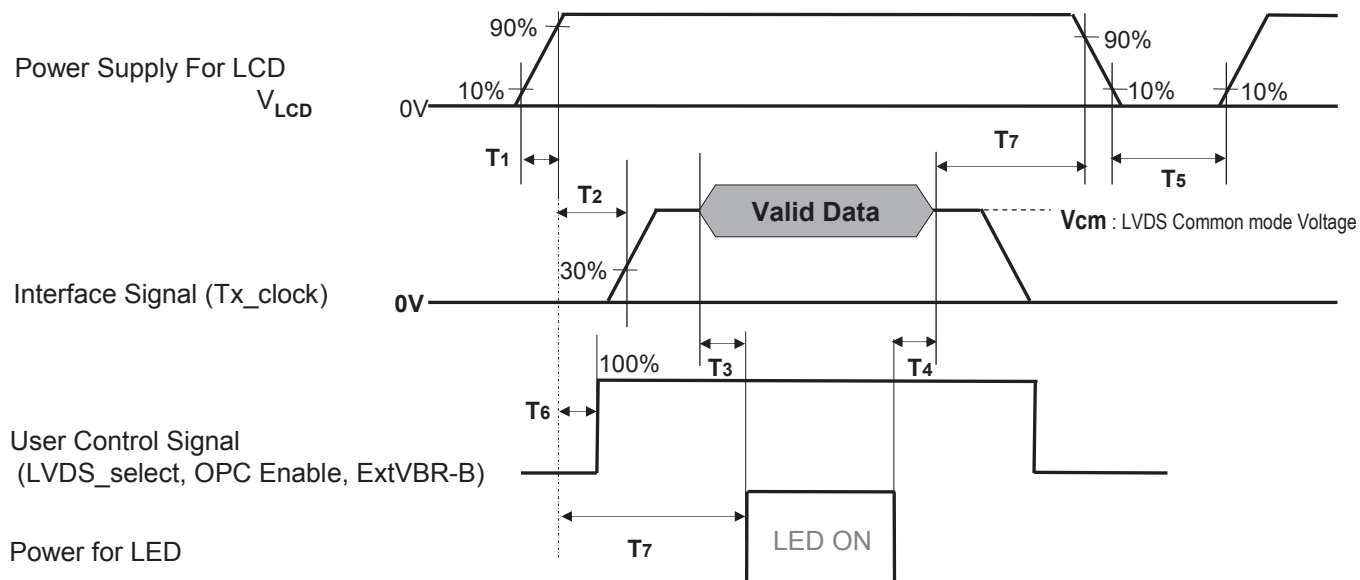 90%
90%
Power Supply For LCD
VLCD
10%
10%
10%
0V
T1
T7
T2
T5
Valid Data
Vcm : LVDS Common mode Voltage
30%
Interface Signal (Tx_clock)
0V
T3
T4
100%
T6
User Control Signal
(LVDS_select, OPC Enable, ExtVBR-B)
T7
LED ON
Power for LED